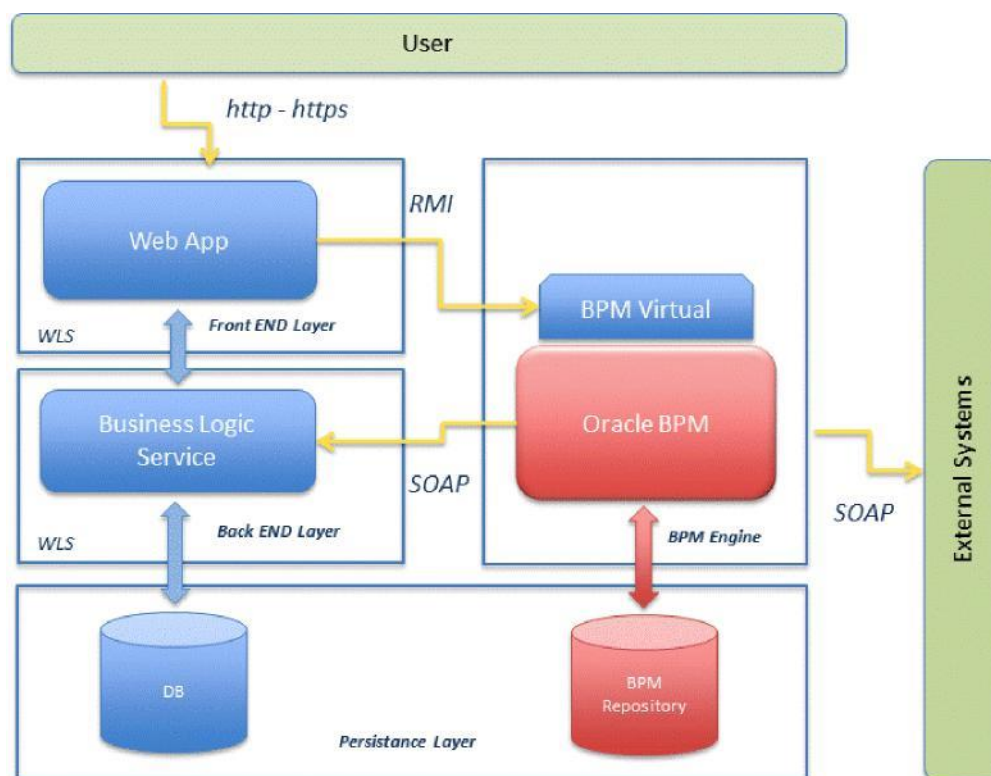 User
http - https
RMI
Web App
Front END Layer
WLS
BPM Virtual
Oracle BPM
Business Logic
Service
SOAP
Back END Layer
WLS
BPM Engine
SOAP
External Systems
DB
BPM
Repository
Persistance Layer